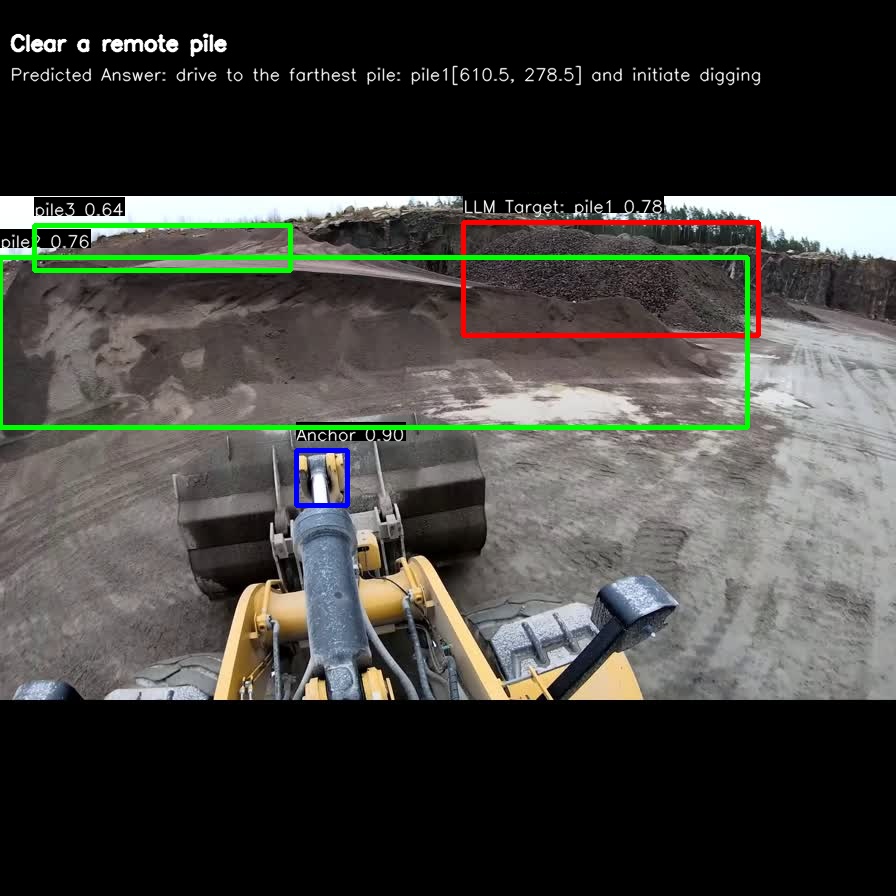 Clear a remote pile
Predicted Answer: drive to the farthest pile: pile1[610.5, 278.5] and initiate digging
pile3 0.64
LLM Target: pile1 0.78
pile2 0.76
Anchor 0.90